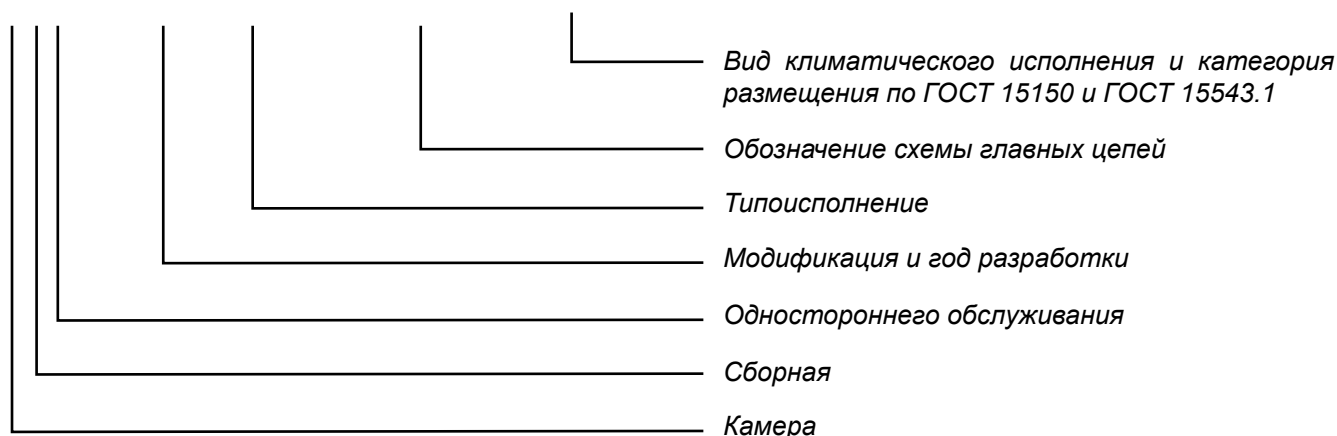 Вид климатического исполнения и категория
размещения по ГОСТ 15150 и ГОСТ 15543.1
Обозначение схемы главных цепей
Типоисполнение
Модификация и год разработки
Одностороннего обслуживания
Сборная
Камера